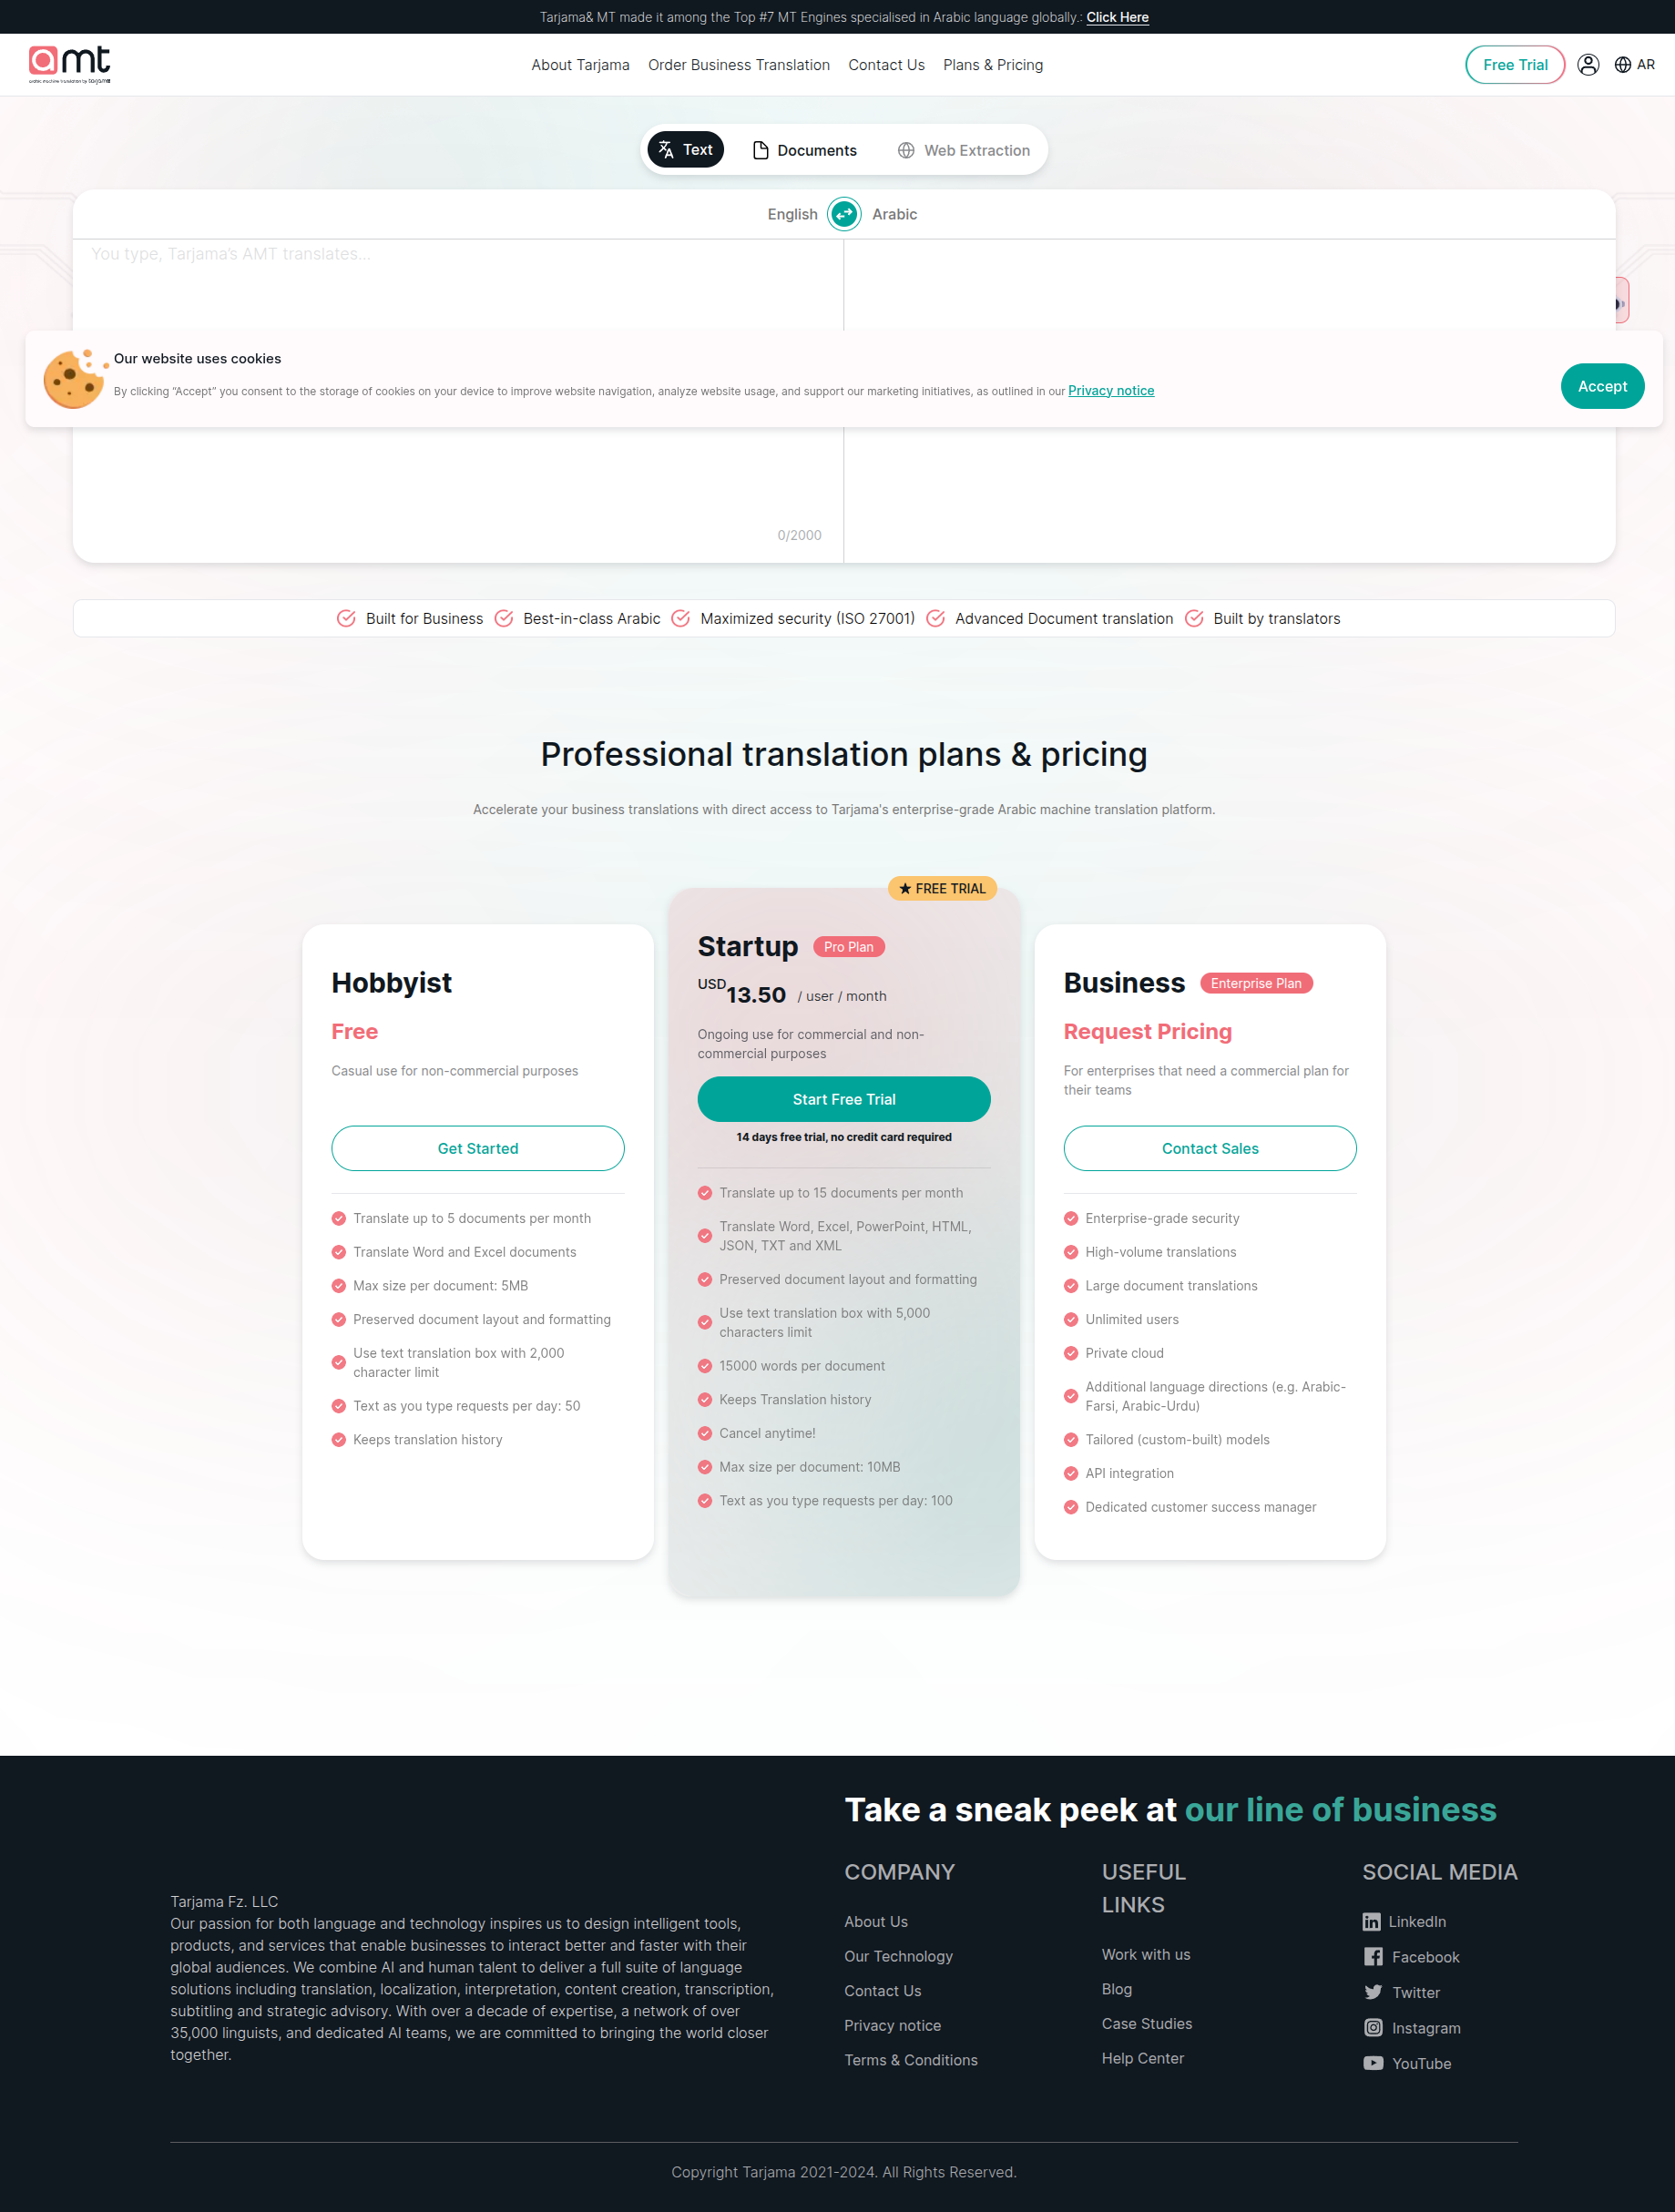 Tarjama& MT made it among the Top #7 MT Engines specialised in Arabic language globally.: Click Here
amt
Arabic Machine Translation by tarjama
About Tarjama
Order Business Translation
Contact Us
Plans & Pricing
Free Trial
AR
Text
Documents
Web Extraction
English
Arabic
You type, Tarjama's AMT translates...
Our website uses cookies
By clicking “Accept” you consent to the storage of cookies on your device to improve website navigation, analyze website usage, and support our marketing initiatives, as outlined in our Privacy notice
Accept
0/2000
Built for Business
Best-in-class Arabic
Maximized security (ISO 27001)
Advanced Document translation
Built by translators
Professional translation plans & pricing
Accelerate your business translations with direct access to Tarjama's enterprise-grade Arabic machine translation platform.
Hobbyist
Free
Casual use for non-commercial purposes
Get Started
Translate up to 5 documents per month
Translate Word and Excel documents
Max size per document: 5MB
Preserved document layout and formatting
Use text translation box with 2,000
character limit
Text as you type requests per day: 50
Keeps translation history
FREE TRIAL
Startup
Pro Plan
USD13.50 / user / month
Ongoing use for commercial and non-
commercial purposes
Start Free Trial
14 days free trial, no credit card required
Translate up to 15 documents per month
Translate Word, Excel, PowerPoint, HTML,
JSON, TXT and XML
Preserved document layout and formatting
Use text translation box with 5,000
characters limit
15000 words per document
Keeps Translation history
Cancel anytime!
Max size per document: 10MB
Text as you type requests per day: 100
Business
Enterprise Plan
Request Pricing
For enterprises that need a commercial plan for
their teams
Contact Sales
Enterprise-grade security
High-volume translations
Large document translations
Unlimited users
Private cloud
Additional language directions (e.g. Arabic-
Farsi, Arabic-Urdu)
Tailored (custom-built) models
API integration
Dedicated customer success manager
Take a sneak peek at our line of business
Tarjama Fz. LLC
Our passion for both language and technology inspires us to design intelligent tools,
products, and services that enable businesses to interact better and faster with their
global audiences. We combine AI and human talent to deliver a full suite of language
solutions including translation, localization, interpretation, content creation, transcription,
subtitling and strategic advisory. With over a decade of expertise, a network of over
35,000 linguists, and dedicated AI teams, we are committed to bringing the world closer
together.
COMPANY
About Us
Our Technology
Contact Us
Privacy notice
Terms & Conditions
USEFUL
LINKS
Work with us
Blog
Case Studies
Help Center
SOCIAL MEDIA
LinkedIn
Facebook
Twitter
Instagram
YouTube
Copyright Tarjama 2021-2024. All Rights Reserved.